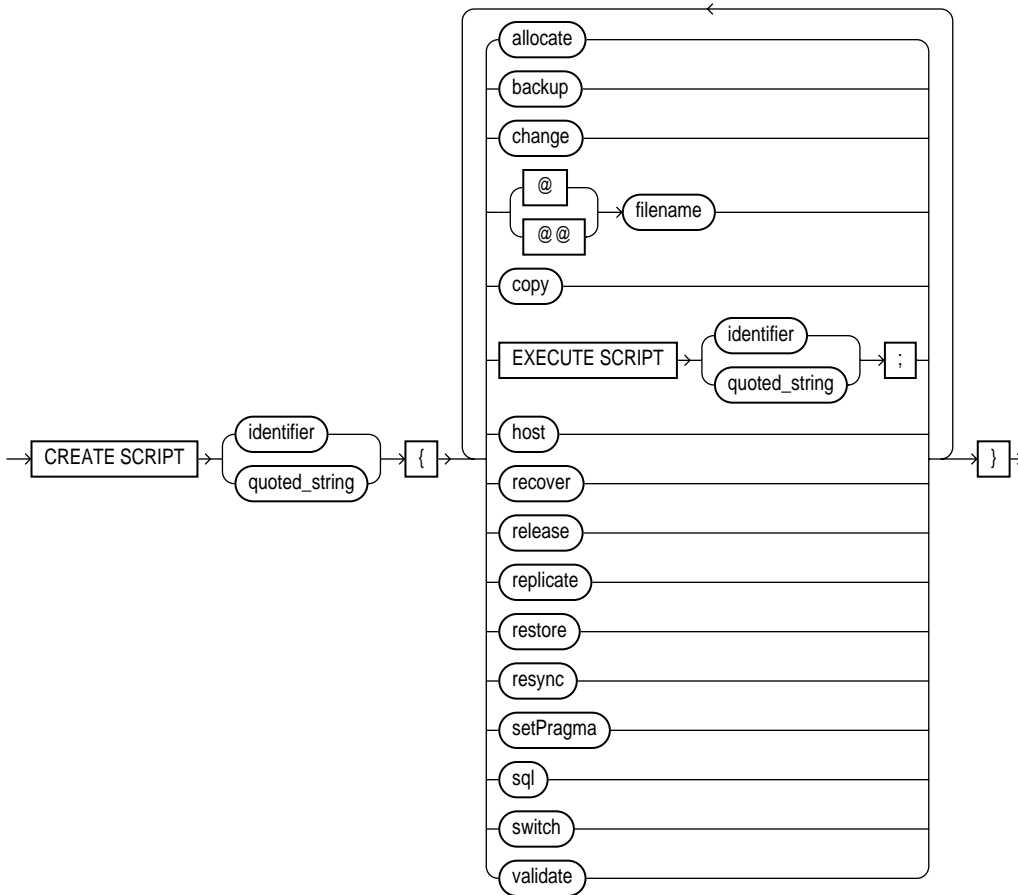 allocate
backup
change
@
@@
filename
copy
EXECUTE SCRIPT
identifier
quoted_string
;
CREATE SCRIPT
identifier
quoted_string
{
host
recover
release
replicate
restore
resync
setPragma
sql
switch
validate
}